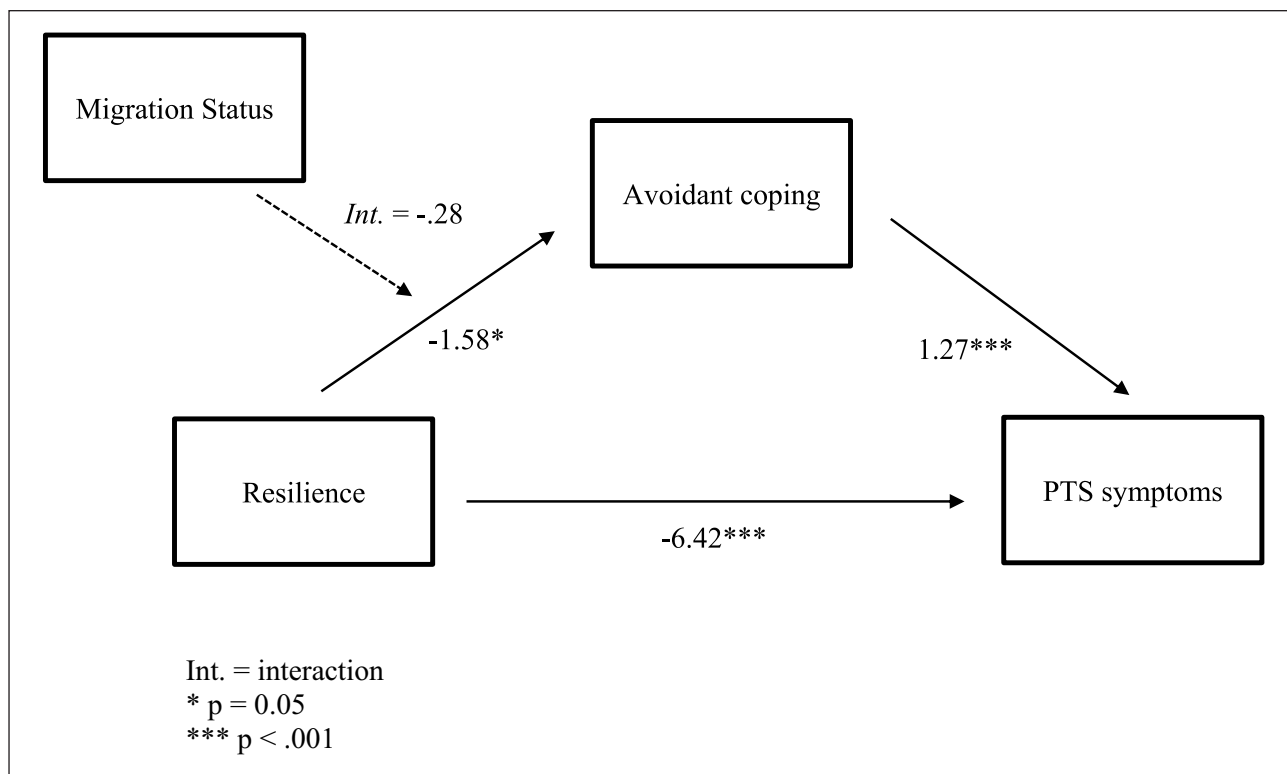 Migration Status
Avoidant coping
Int. = -.28
-1.58*
1.27***
Resilience
PTS symptoms
-6.42***
Int. = interaction
* p = 0.05
*** p < .001